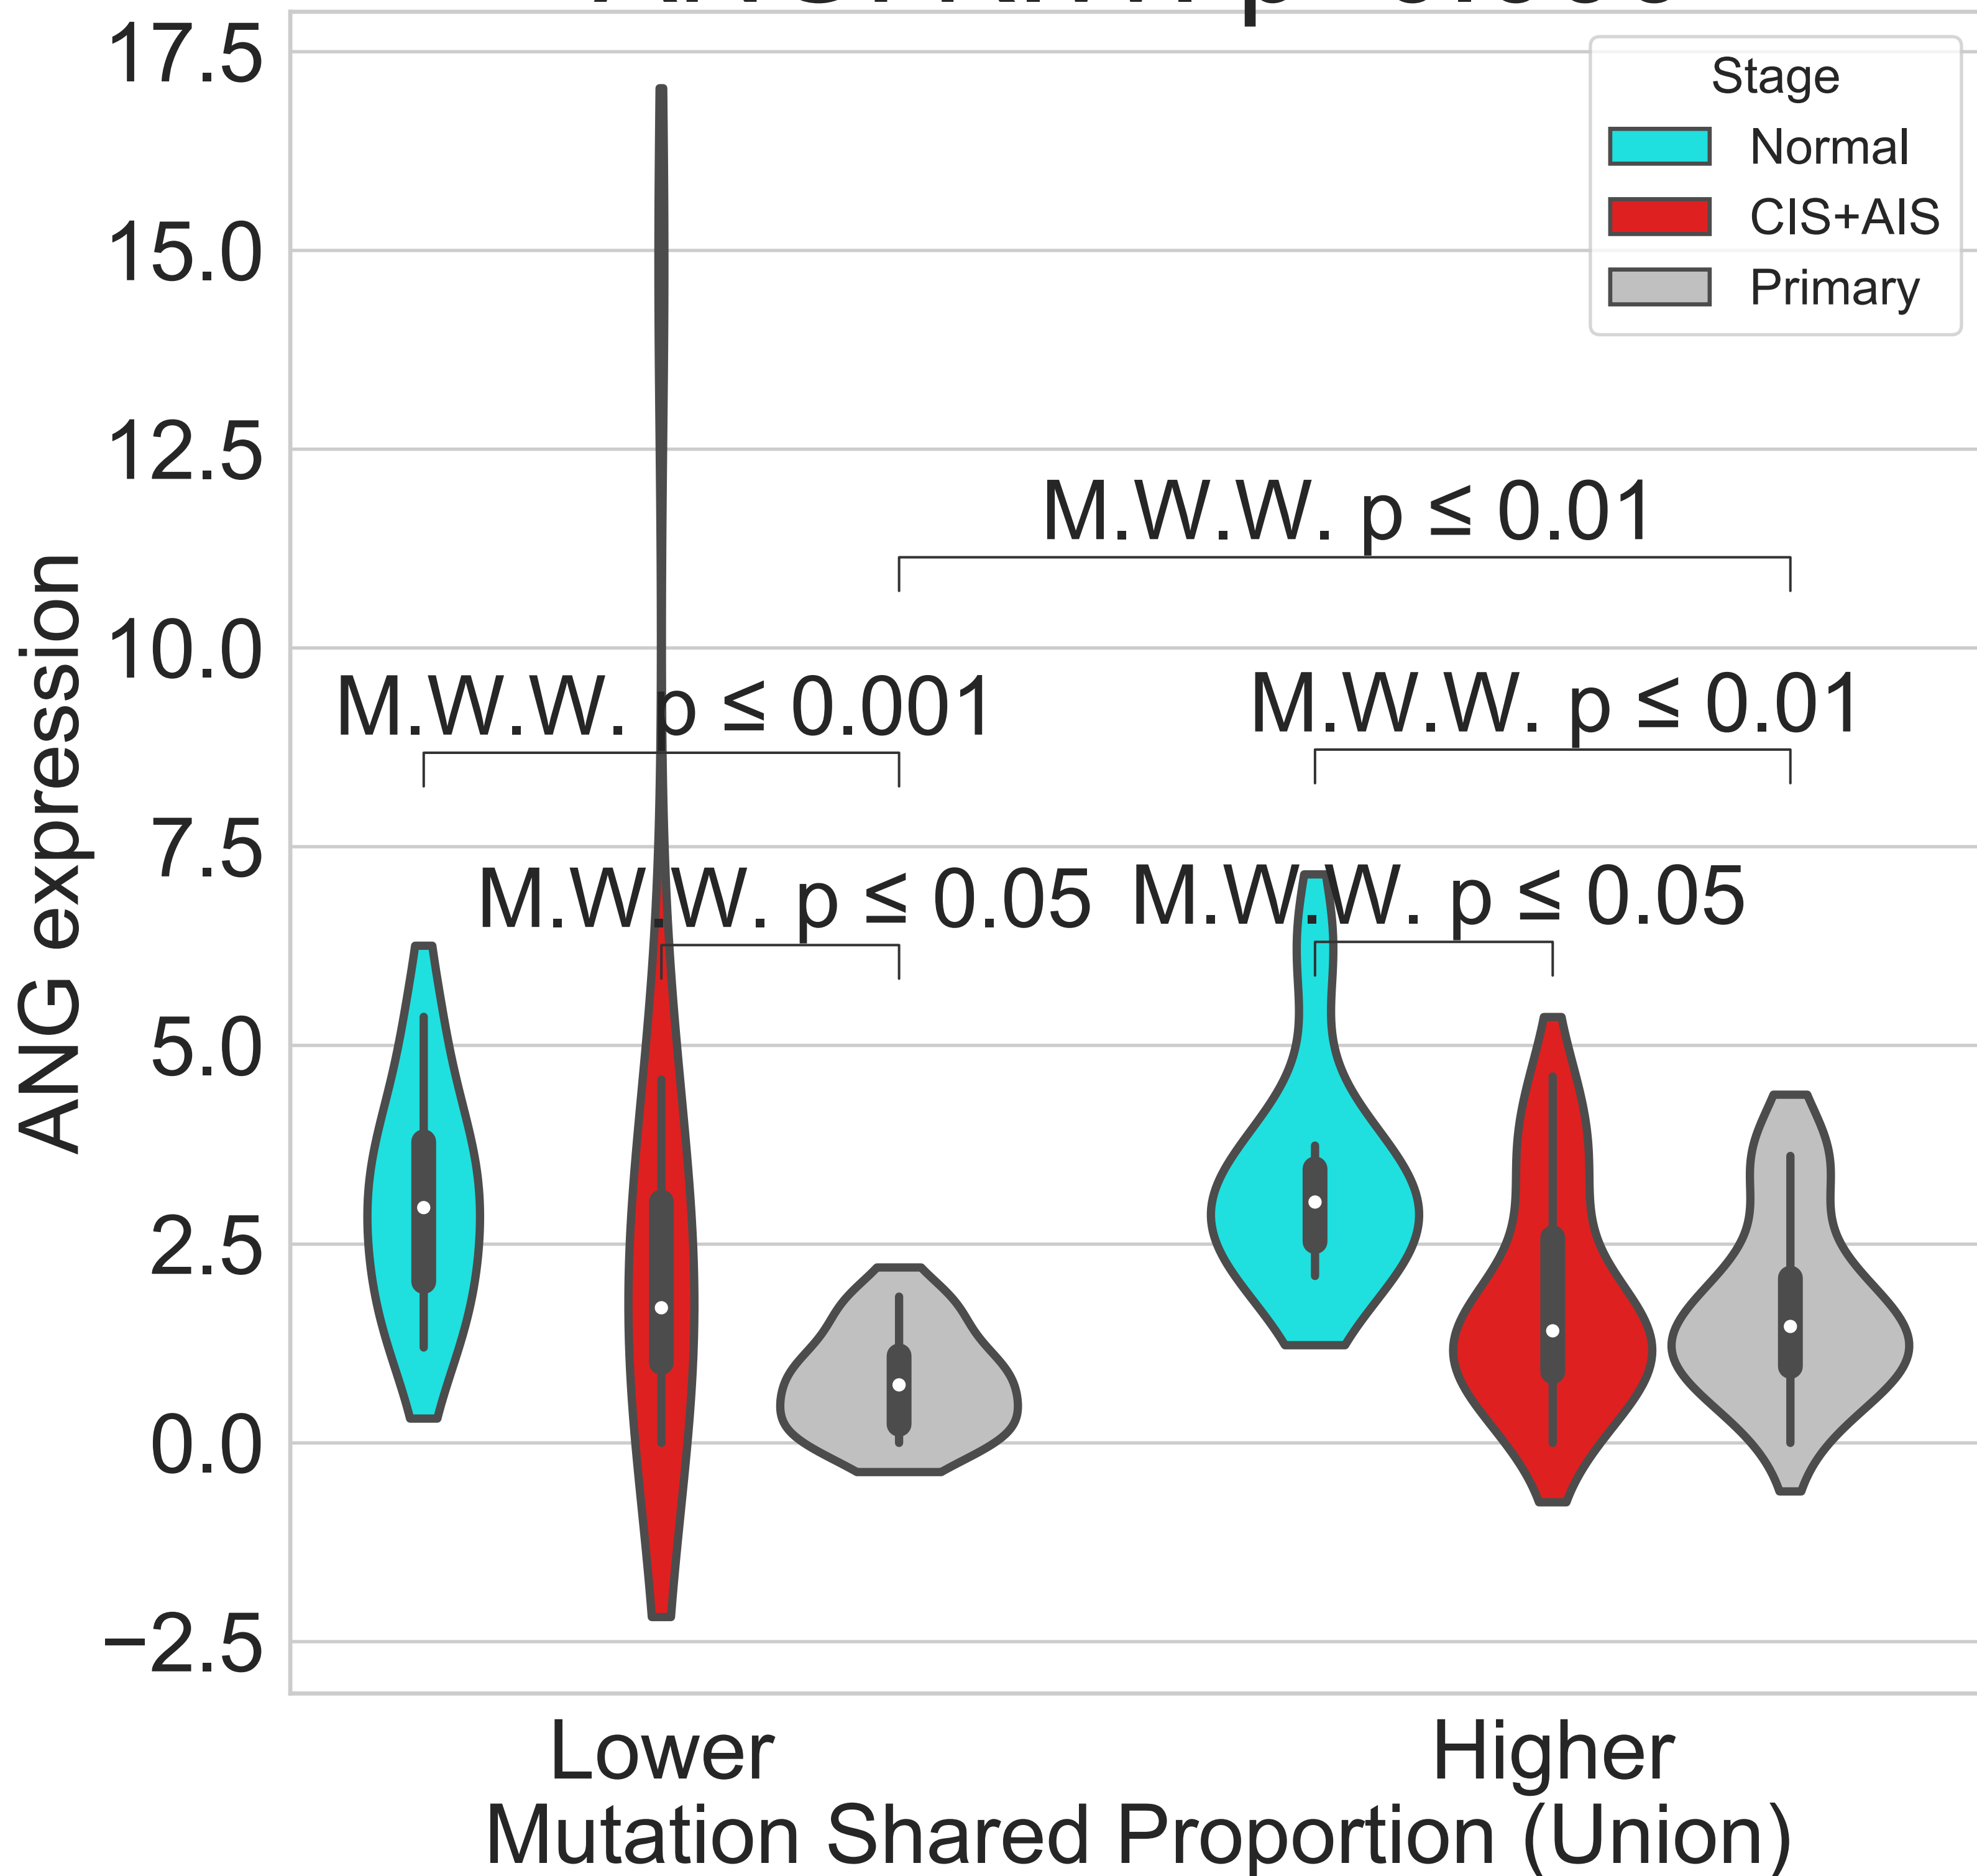 17.5
15.0
12.5
10.0
7.5
5.0
2.5
0.0
−2.5
ANG expression
Stage
Normal
CIS+AIS
Primary
M.W.W. p ≤ 0.01
M.W.W. p ≤ 0.001
M.W.W. p ≤ 0.01
M.W.W. p ≤ 0.05
M.W.W. p ≤ 0.05
Lower
Higher
Mutation Shared Proportion (Union)